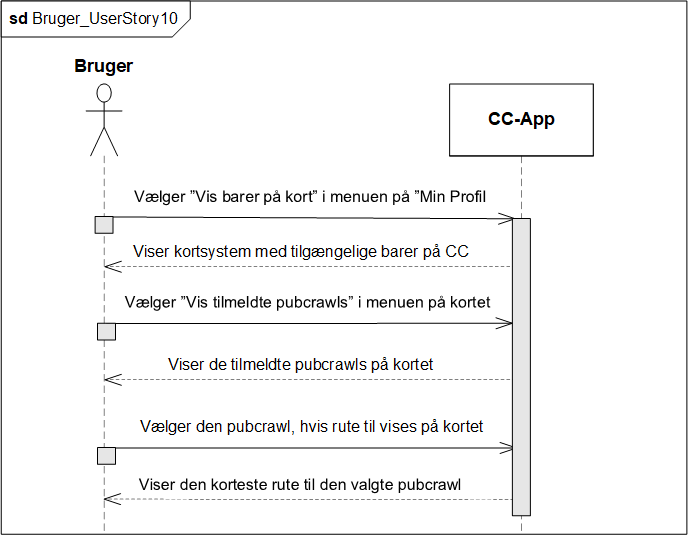 sd Bruger_UserStory10
Bruger
CC-App
Vælger ”Vis barer på kort” i menuen på ”Min Profil
Viser kortsystem med tilgængelige barer på CC
Vælger ”Vis tilmeldte pubcrawls” i menuen på kortet
Viser de tilmeldte pubcrawls på kortet
Vælger den pubcrawl, hvis rute til vises på kortet
Viser den korteste rute til den valgte pubcrawl